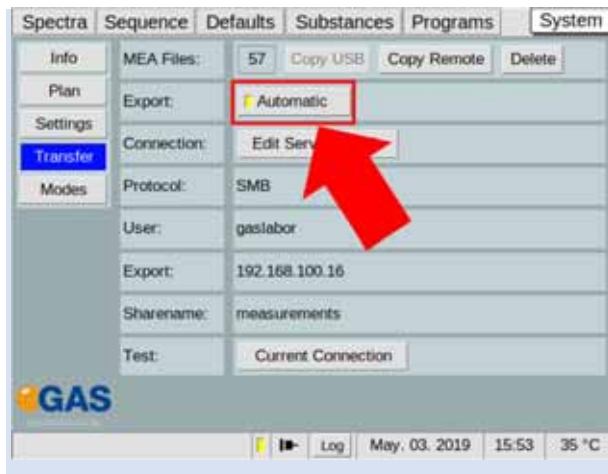 Spectra Sequence Defaults Substances Programs System
Info
Plan
Settings
Transfer
Modes
MEA Files: 57 Copy USB Copy Remote Delete
Export: Automatic
Connection: Edit
Protocol: SMB
User: gaslabor
Export: 192.168.100.16
Sharename: measurements
Test: Current Connection
GAS
Log May. 03. 2019 15:53 35 °C